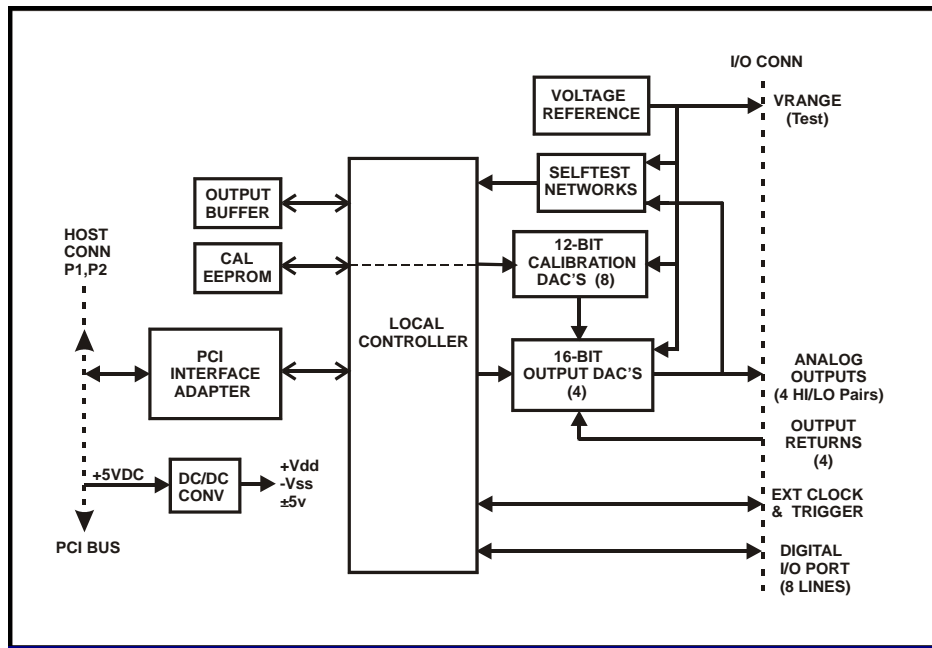 I/O CONN
VOLTAGE
REFERENCE
VRANGE
(Test)
SELFTEST
NETWORKS
OUTPUT
BUFFER
HOST
CONN
P1,P2
CAL
EEPROM
12-BIT
CALIBRATION
DAC'S (8)
LOCAL
CONTROLLER
PCI
INTERFACE
ADAPTER
16-BIT
OUTPUT DAC'S
(4)
ANALOG
OUTPUTS
(4 HI/LO Pairs)
OUTPUT
RETURNS
(4)
+5VDC
DC/DC
CONV
+Vdd
-Vss
±5v
EXT CLOCK
& TRIGGER
PCI BUS
DIGITAL
I/O PORT
(8 LINES)